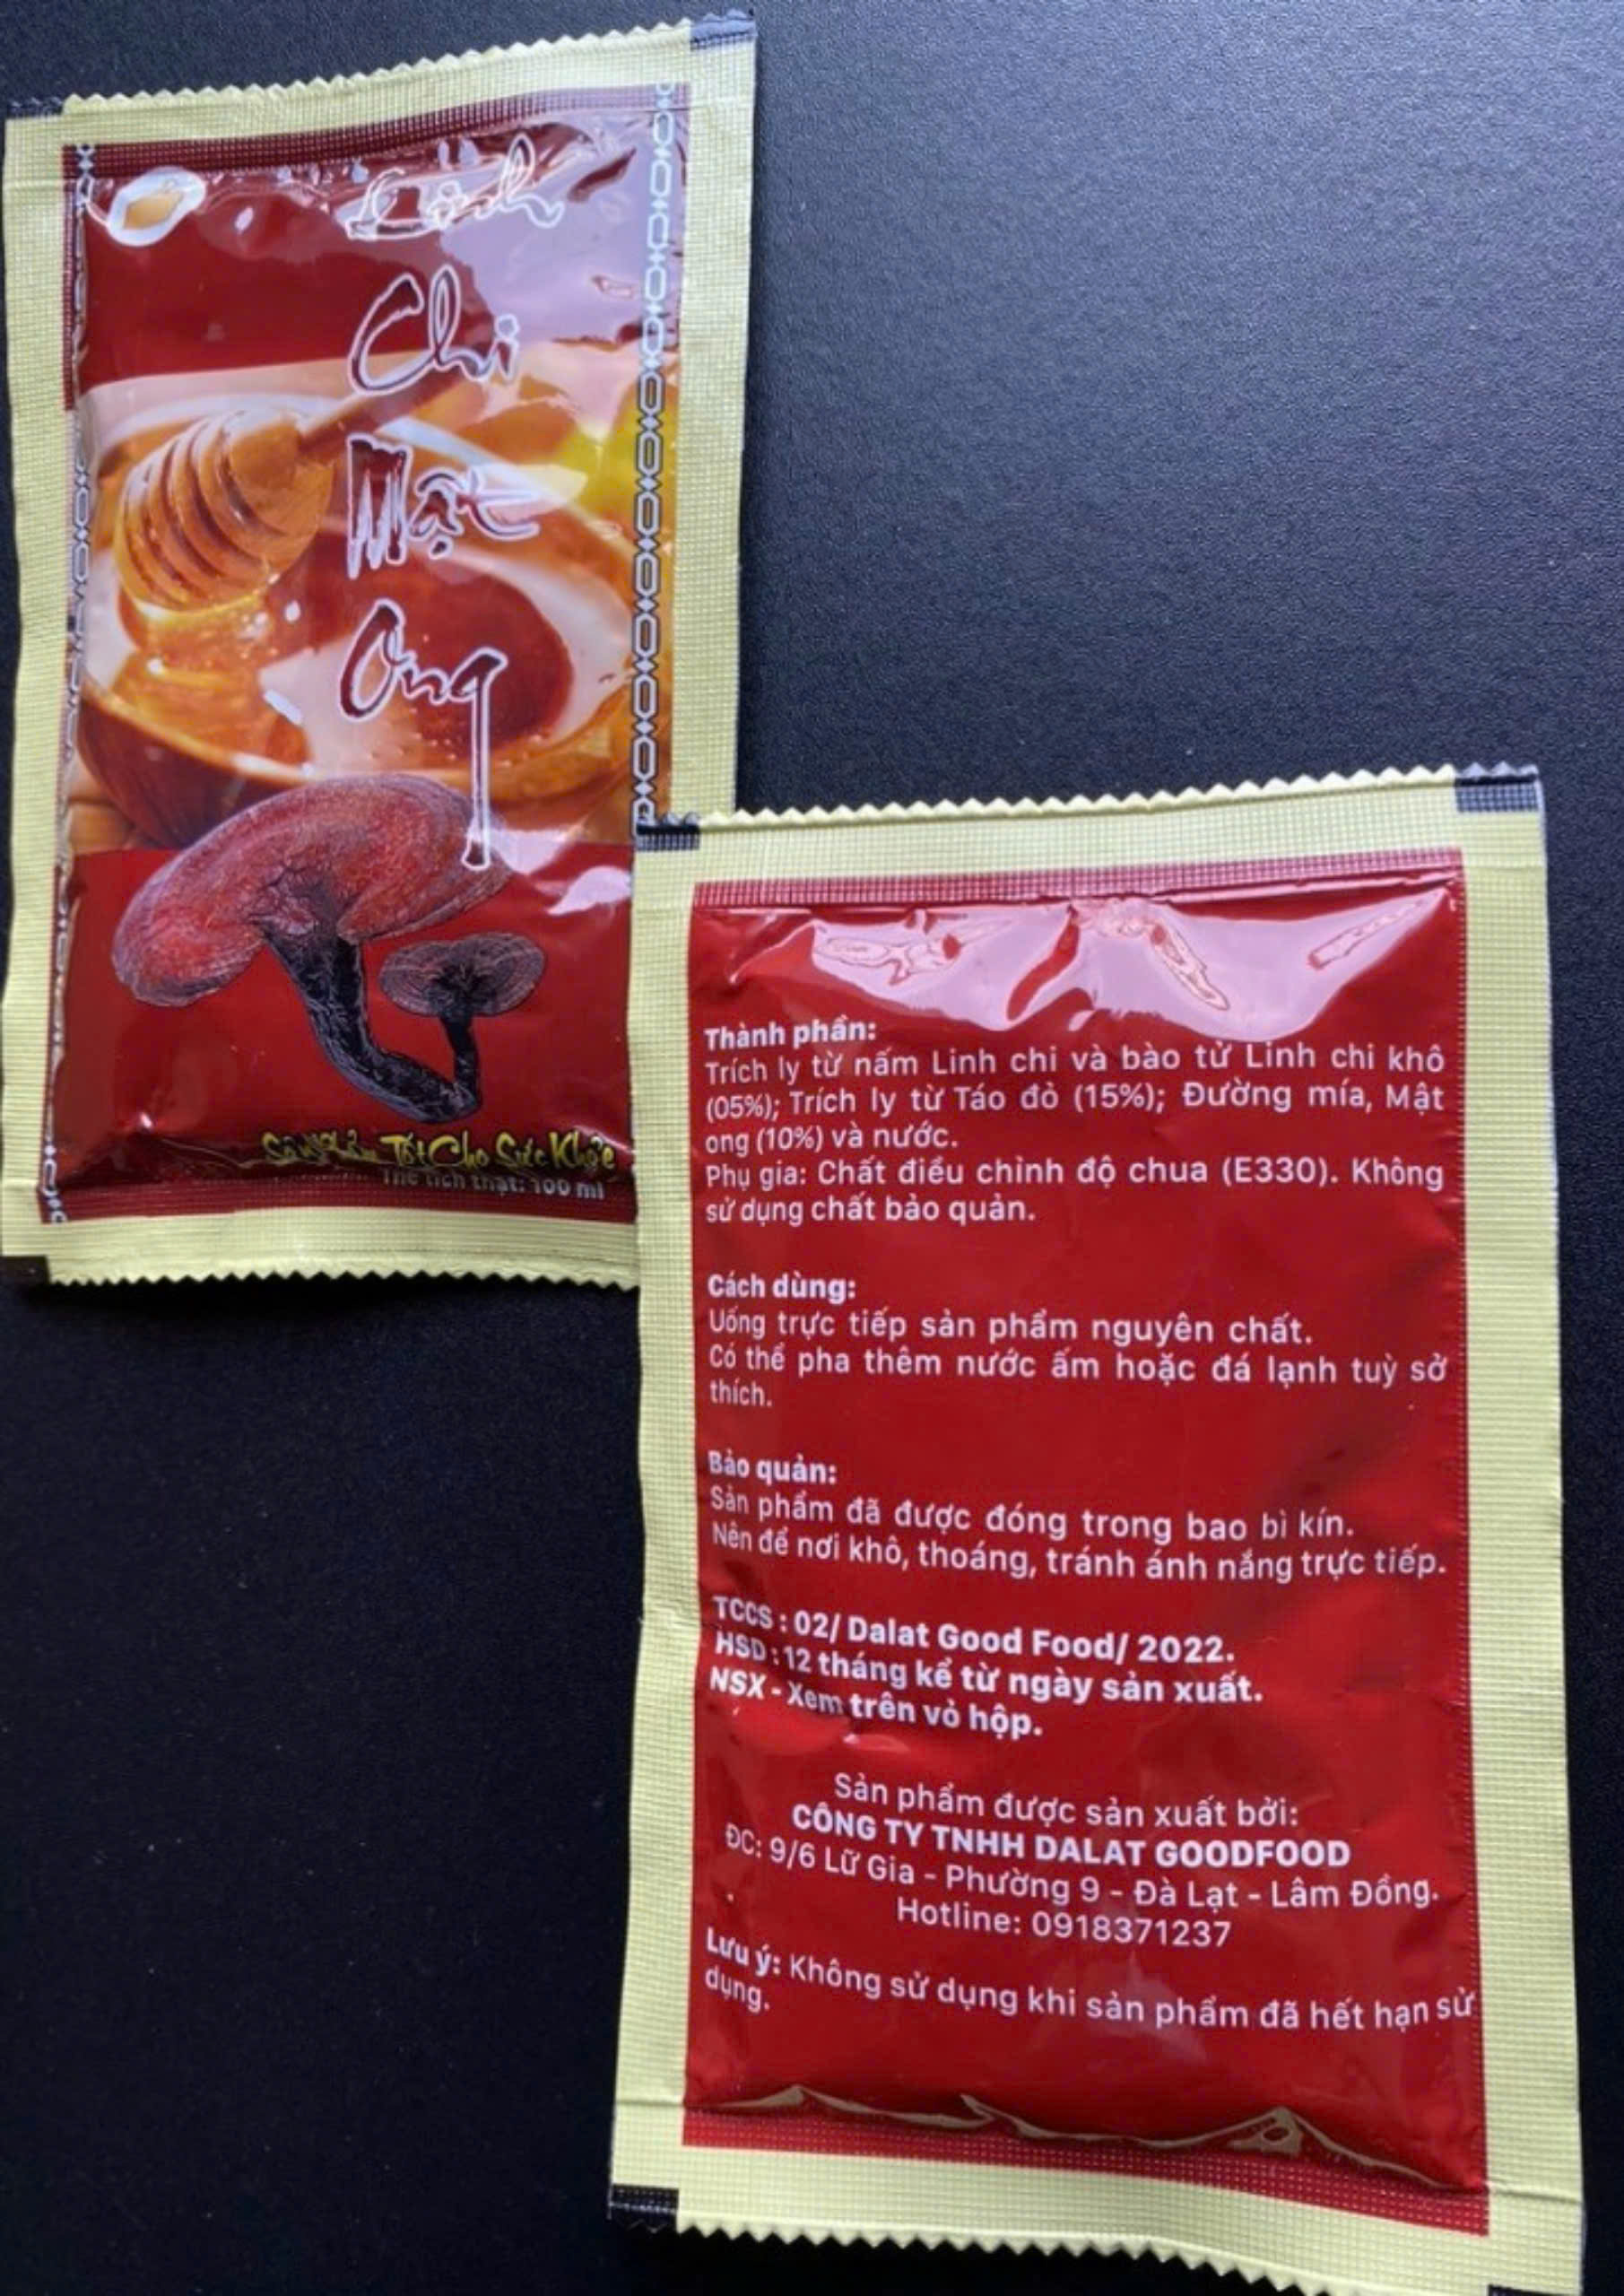 Linh
Chi
Mật
Ong
Sản Phẩm Tốt Cho Sức Khỏe
Thể tích thật: 100 ml
Thành phần:
Trích ly từ nấm Linh chi và bào tử Linh chi khô
(05%); Trích ly từ Táo đỏ (15%); Đường mía, Mật
ong (10%) và nước.
Phụ gia: Chất điều chỉnh độ chua (E330). Không
sử dụng chất bảo quản.
Cách dùng:
Uống trực tiếp sản phẩm nguyên chất.
Có thể pha thêm nước ấm hoặc đá lạnh tuỳ sở
thích.
Bảo quản:
Sản phẩm đã được đóng trong bao bì kín.
Nên để nơi khô, thoáng, tránh ánh nắng trực tiếp.
TCCS : 02/ Dalat Good Food/ 2022.
HSD : 12 tháng kể từ ngày sản xuất.
NSX - Xem trên vỏ hộp.
Sản phẩm được sản xuất bởi:
CÔNG TY TNHH DALAT GOODFOOD
ĐC: 9/6 Lữ Gia - Phường 9 - Đà Lạt - Lâm Đồng.
Hotline: 0918371237
Lưu ý: Không sử dụng khi sản phẩm đã hết hạn sử
dụng.